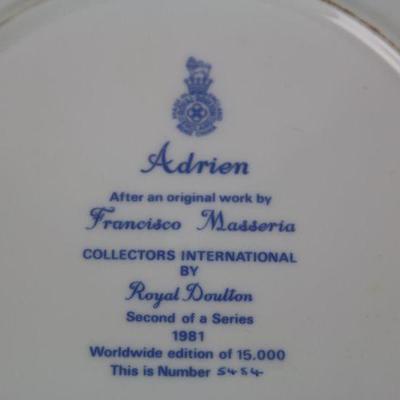 Adrien
After an original work by
Francisco Masseria
COLLECTORS INTERNATIONAL
BY
Royal Doulton
Second of a Series
1981
Worldwide edition of 15,000
This is Number 5454